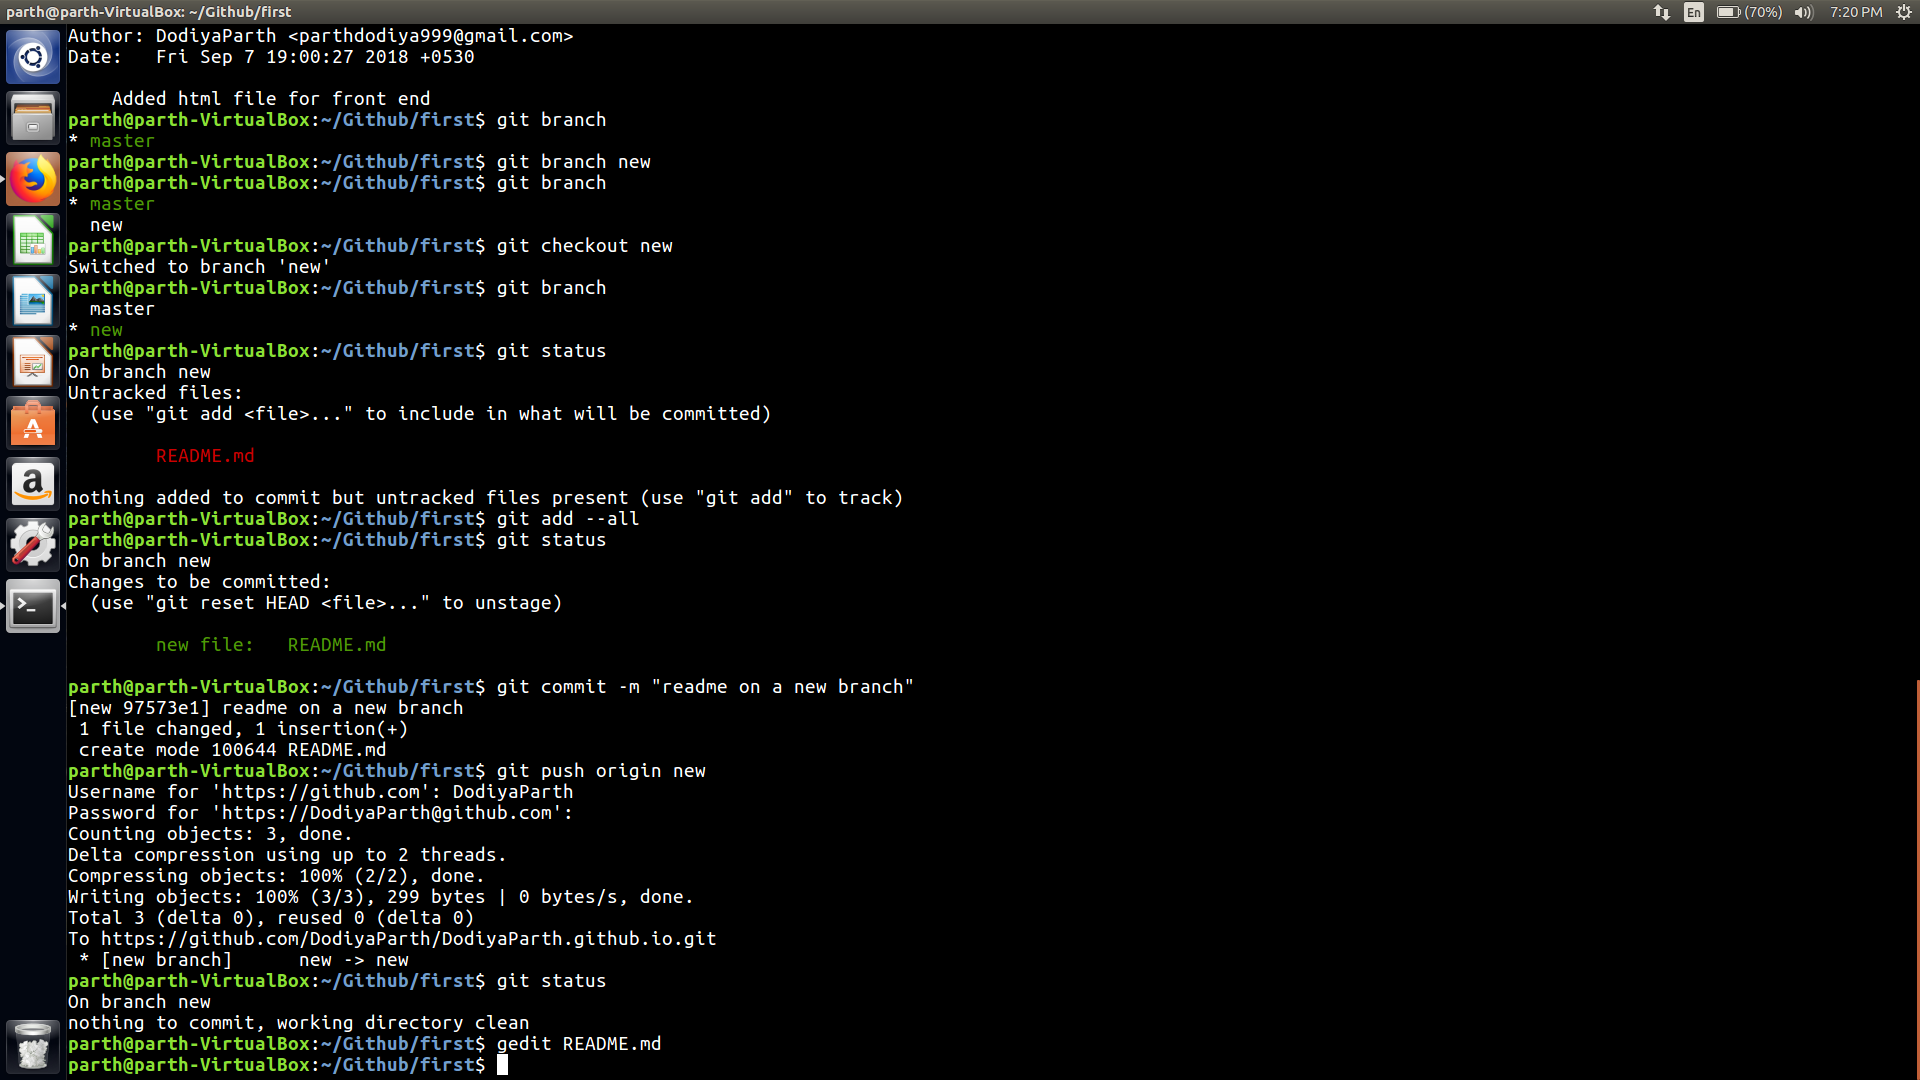 parth@parth-VirtualBox: ~/Github/first
En
(70%)
7:20 PM
Author: DodiyaParth <parthdodiya999@gmail.com>
Date:   Fri Sep 7 19:00:27 2018 +0530
    Added html file for front end
parth@parth-VirtualBox:~/Github/first$ git branch
* master
parth@parth-VirtualBox:~/Github/first$ git branch new
parth@parth-VirtualBox:~/Github/first$ git branch
* master
  new
parth@parth-VirtualBox:~/Github/first$ git checkout new
Switched to branch 'new'
parth@parth-VirtualBox:~/Github/first$ git branch
  master
* new
parth@parth-VirtualBox:~/Github/first$ git status
On branch new
Untracked files:
  (use "git add <file>..." to include in what will be committed)
        README.md
nothing added to commit but untracked files present (use "git add" to track)
parth@parth-VirtualBox:~/Github/first$ git add --all
parth@parth-VirtualBox:~/Github/first$ git status
On branch new
Changes to be committed:
  (use "git reset HEAD <file>..." to unstage)
        new file:   README.md
parth@parth-VirtualBox:~/Github/first$ git commit -m "readme on a new branch"
[new 97573e1] readme on a new branch
 1 file changed, 1 insertion(+)
 create mode 100644 README.md
parth@parth-VirtualBox:~/Github/first$ git push origin new
Username for 'https://github.com': DodiyaParth
Password for 'https://DodiyaParth@github.com':
Counting objects: 3, done.
Delta compression using up to 2 threads.
Compressing objects: 100% (2/2), done.
Writing objects: 100% (3/3), 299 bytes | 0 bytes/s, done.
Total 3 (delta 0), reused 0 (delta 0)
To https://github.com/DodiyaParth/DodiyaParth.github.io.git
 * [new branch]      new -> new
parth@parth-VirtualBox:~/Github/first$ git status
On branch new
nothing to commit, working directory clean
parth@parth-VirtualBox:~/Github/first$ gedit README.md
parth@parth-VirtualBox:~/Github/first$